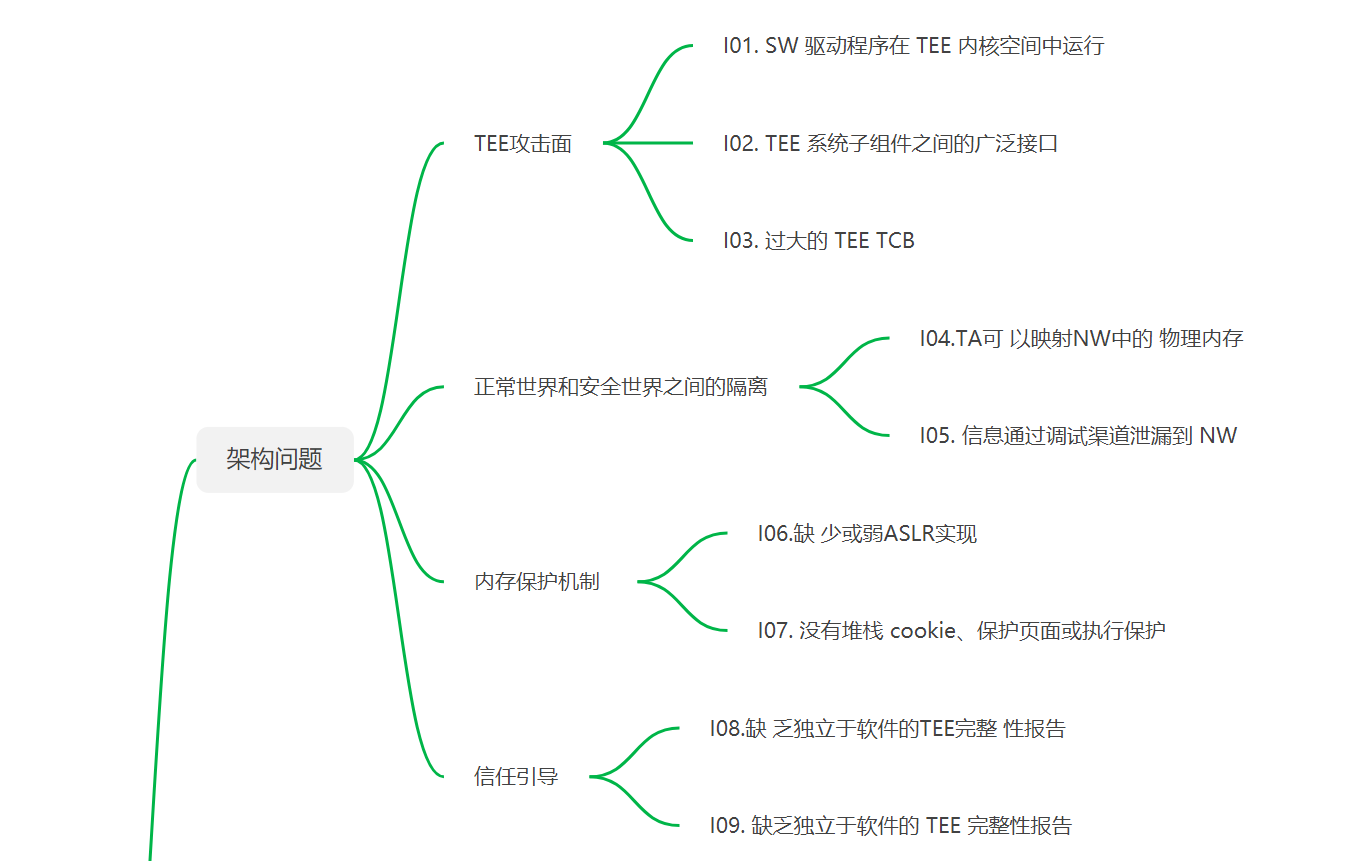 架构问题
TEE攻击面
I01. SW 驱动程序在 TEE 内核空间中运行
I02. TEE 系统子组件之间的广泛接口
I03. 过大的 TEE TCB
正常世界和安全世界之间的隔离
I04.TA可 以映射NW中的 物理内存
I05. 信息通过调试渠道泄漏到 NW
内存保护机制
I06.缺 少或弱ASLR实现
I07. 没有堆栈 cookie、保护页面或执行保护
信任引导
I08.缺 乏独立于软件的TEE完整 性报告
I09. 缺乏独立于软件的 TEE 完整性报告